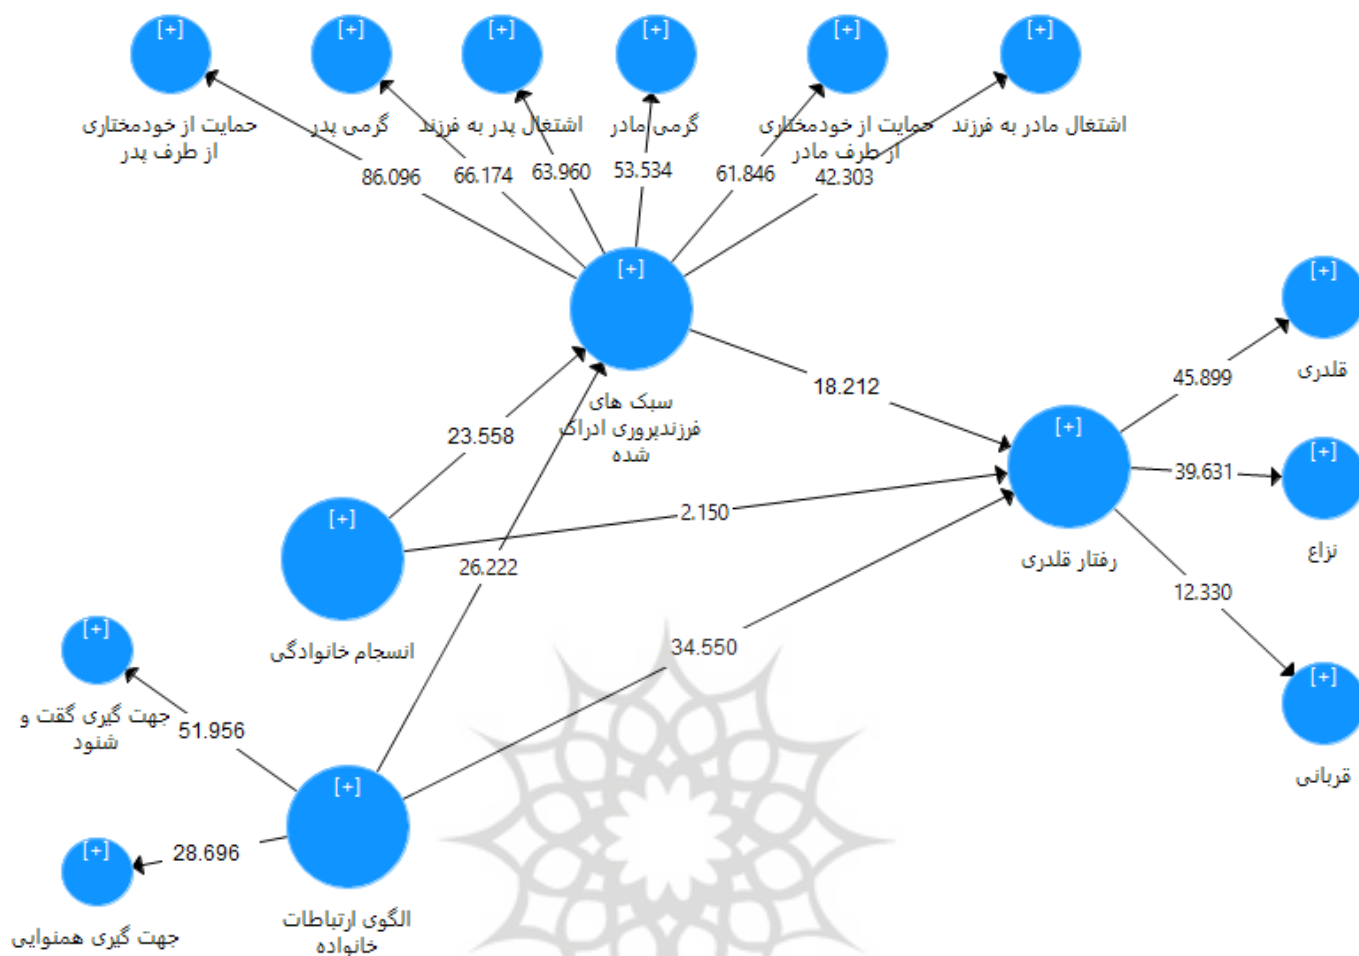 [+] [+] [+] [+] [+] [+]
حمایت از خودمختاری
از طرف پدر
گرمی پدر
اشتغال پدر به فرزند
گرمی مادر
حمایت از خودمختاری
از طرف مادر
اشتغال مادر به فرزند
86.096
66.174
63.960
53.534
61.846
42.303
[+]
سبک های
فرزندپروری ادراک
شده
18.212
[+]
قلدری
45.899
[+]
رفتار قلدری
[+]
نزاع
39.631
12.330
[+]
قربانی
23.558
[+]
انسجام خانوادگی
2.150
26.222
34.550
[+]
جهت گیری گقت و
شنود
51.956
[+]
الگوی ارتباطات
خانواده
28.696
[+]
جهت گیری همنوایی